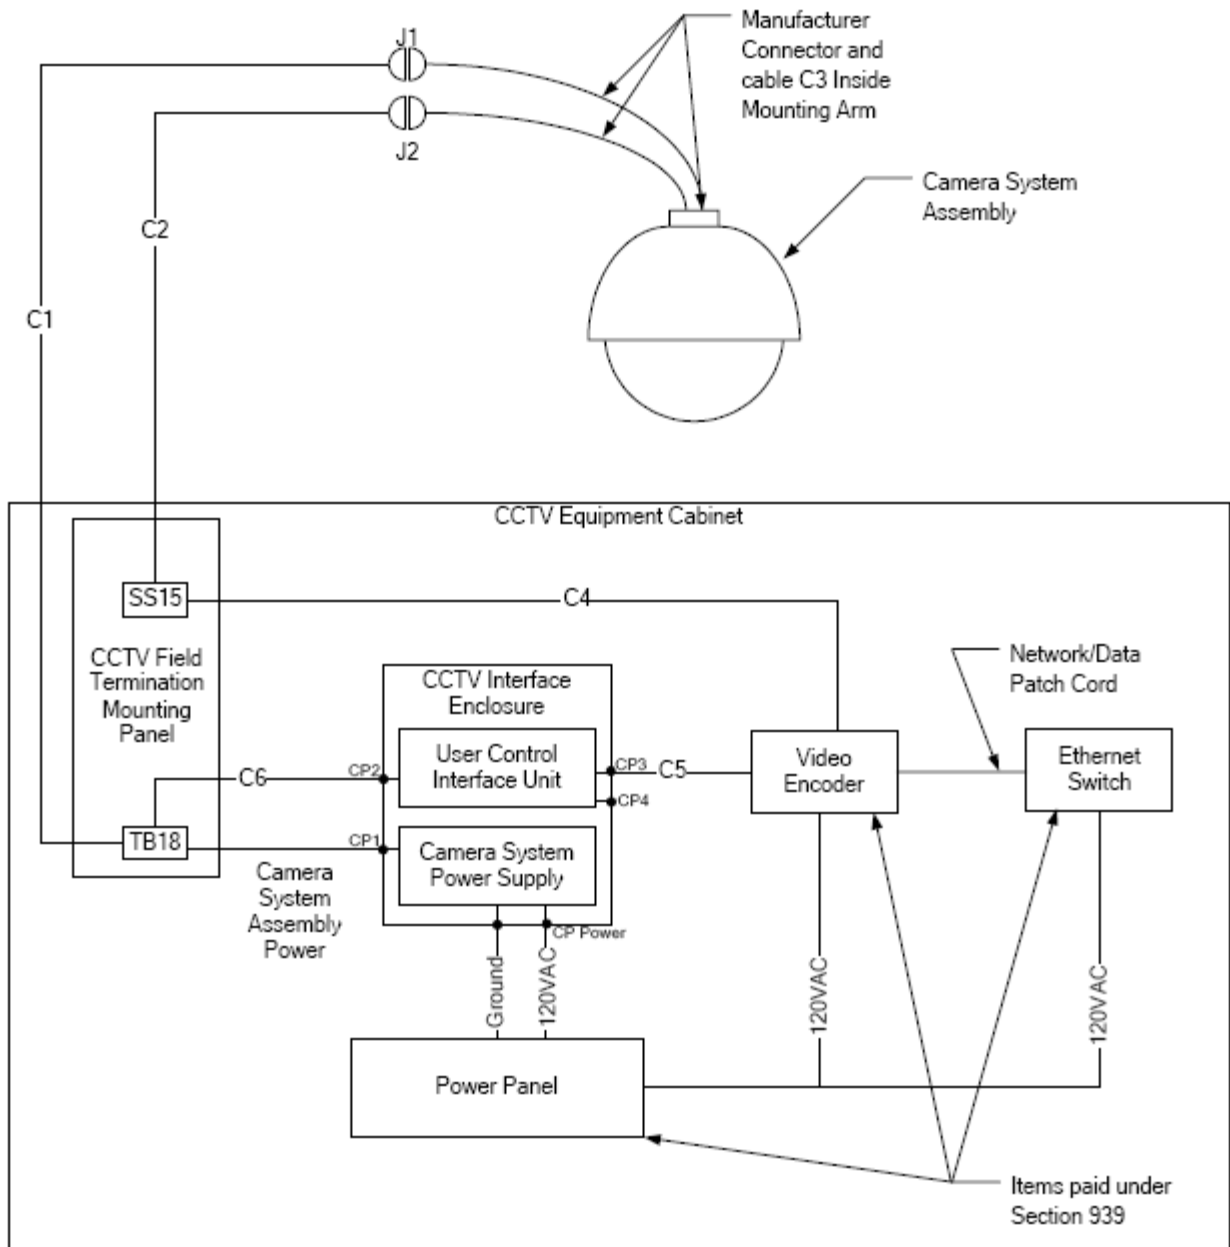 J1
J2
Manufacturer
Connector and
cable C3 Inside
Mounting Arm
Camera System
Assembly
C2
C1
CCTV Equipment Cabinet
SS15
C4
CCTV Field
Termination
Mounting
Panel
CCTV Interface
Enclosure
Network/Data
Patch Cord
User Control
Interface Unit
Video
Encoder
Ethernet
Switch
C6
CP2
CP3
C5
CP4
TB18
CP1
Camera System
Power Supply
Camera
System
Assembly
Power
CP Power
Ground
120VAC
120VAC
120VAC
Power Panel
Items paid under
Section 939